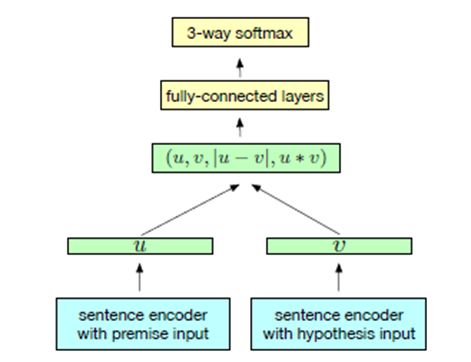 3-way softmax
fully-connected layers
(u, v, |u − v|, u ∗ v)
u v
sentence encoder
with premise input
sentence encoder
with hypothesis input